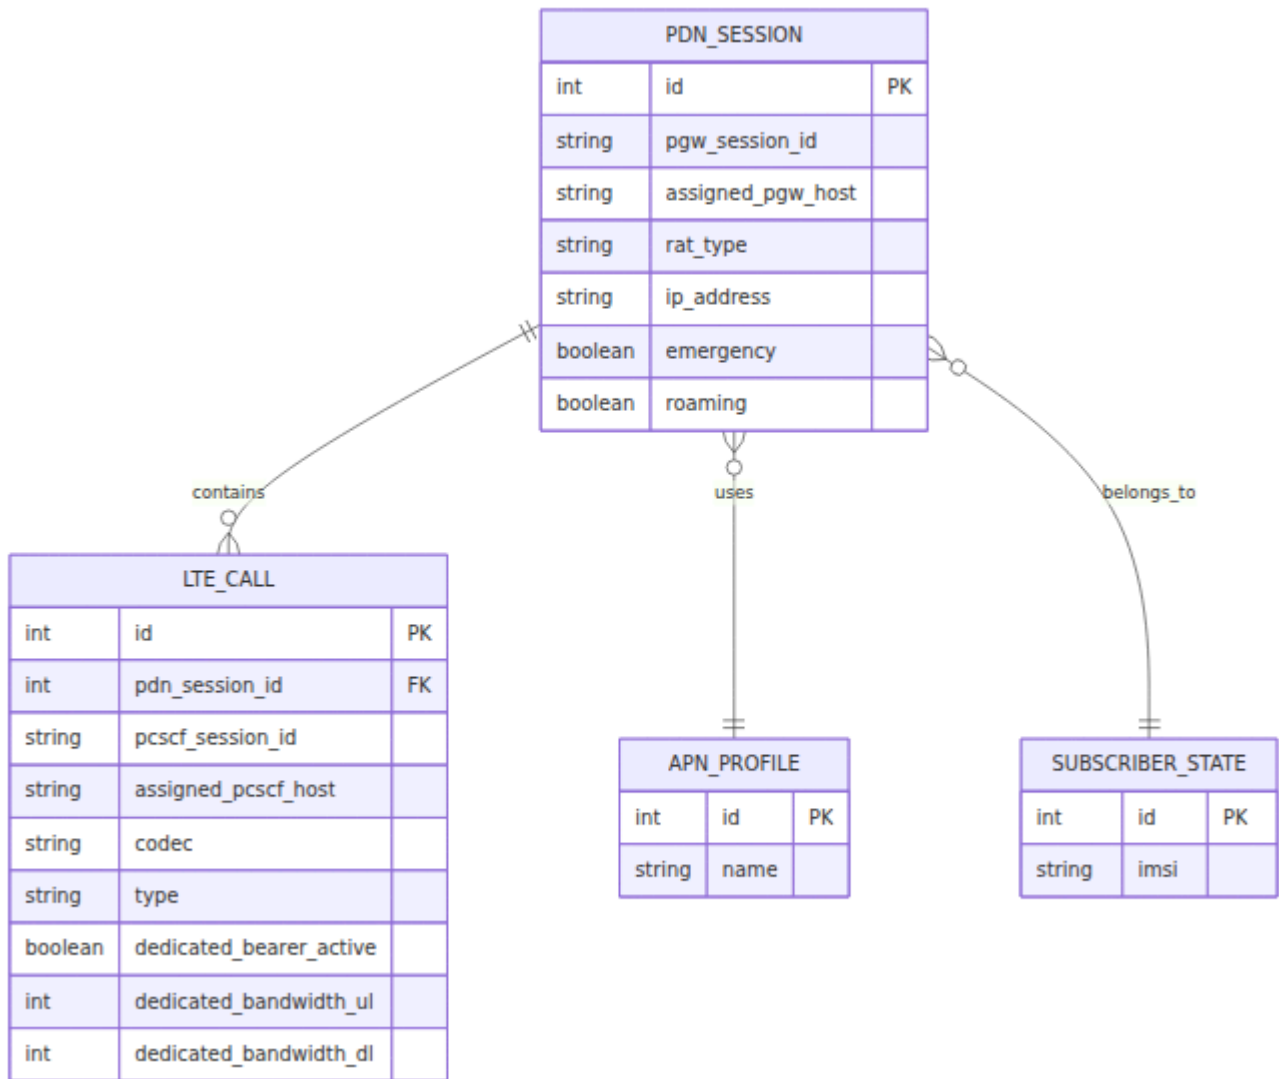 PDN_SESSION
int id PK
string pgw_session_id
string assigned_pgw_host
string rat_type
string ip_address
boolean emergency
boolean roaming
contains
uses
belongs_to
LTE_CALL
int id PK
int pdn_session_id FK
string pcscf_session_id
string assigned_pcscf_host
string codec
string type
boolean dedicated_bearer_active
int dedicated_bandwidth_ul
int dedicated_bandwidth_dl
APN_PROFILE
int id PK
string name
SUBSCRIBER_STATE
int id PK
string imsi